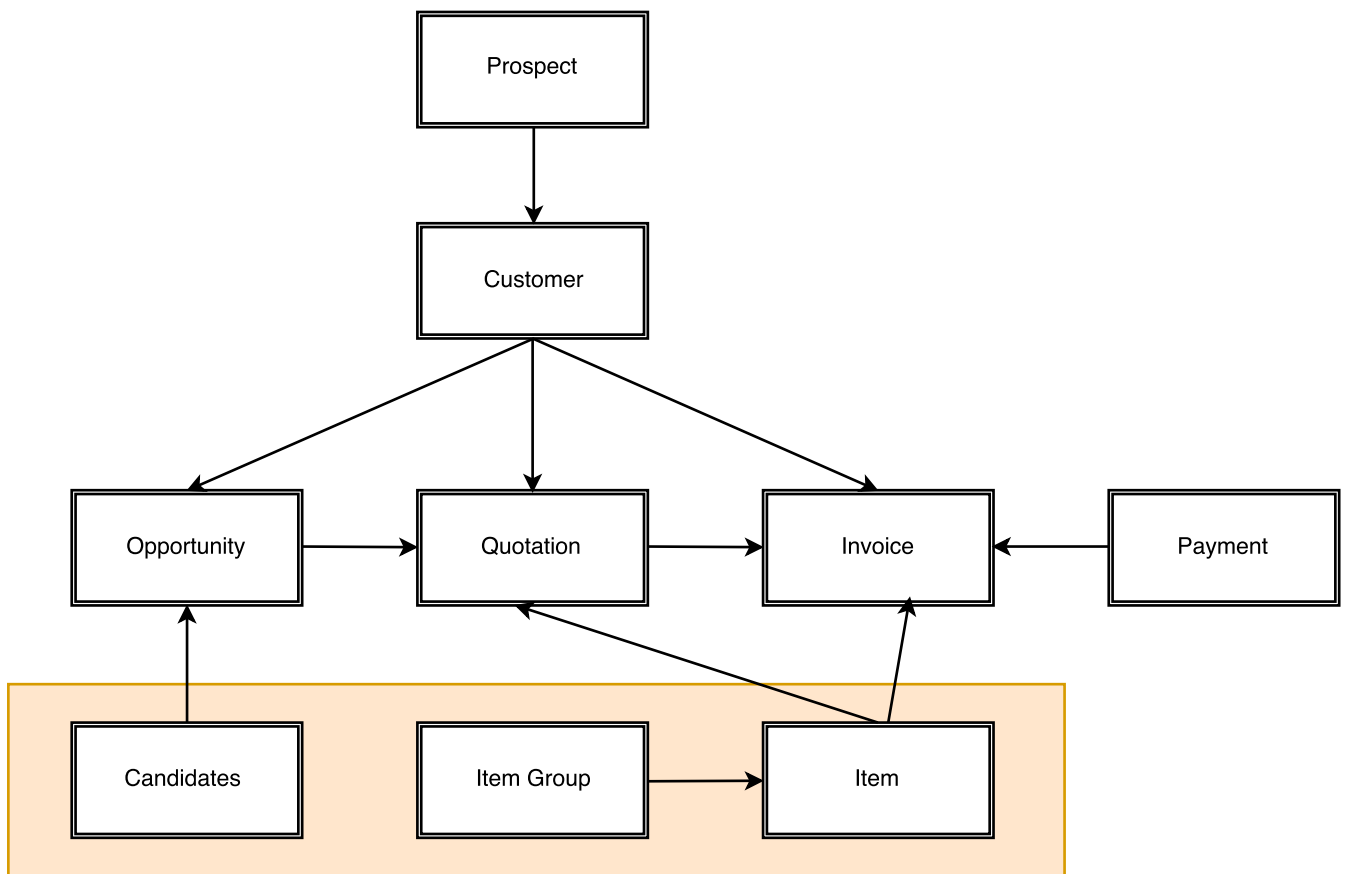 Prospect
Customer
Opportunity
Quotation
Invoice
Payment
Candidates
Item Group
Item